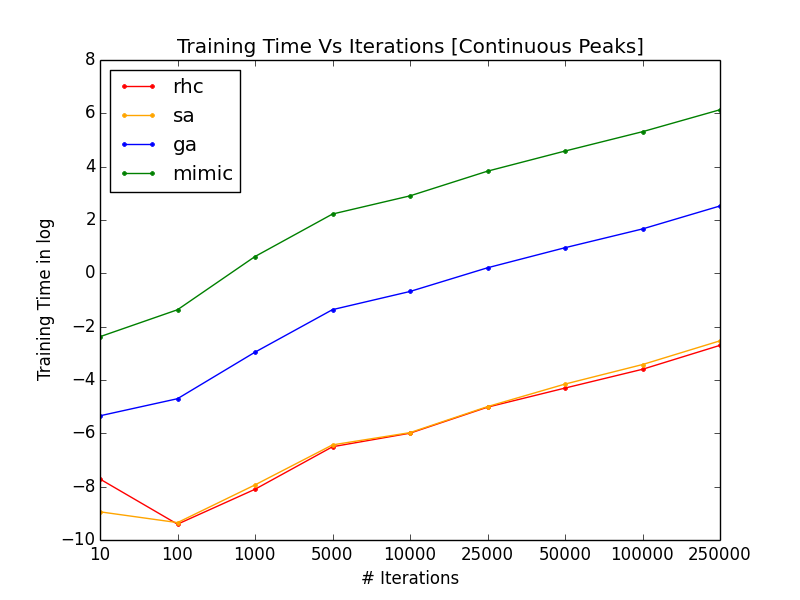 Training Time Vs Iterations [Continuous Peaks]
8
6
4
2
0
−2
−4
−6
−8
−10
Training Time in log
rhc
sa
ga
mimic
10 100 1000 5000 10000 25000 50000 100000 250000
# Iterations